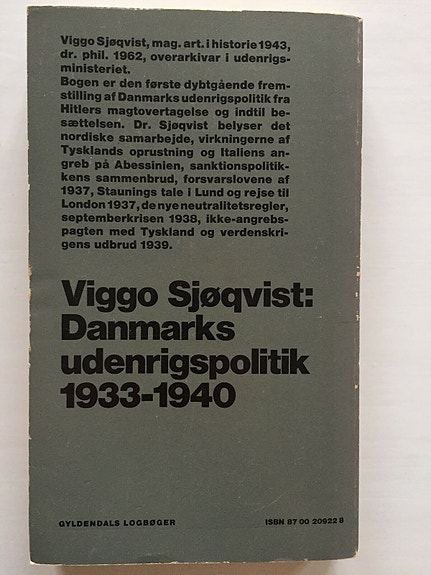 Viggo Sjøqvist, mag. art. i historie 1943,
dr. phil. 1962, overarkivar i udenrigs-
ministeriet.
Bogen er den første dybtgående frem-
stilling af Danmarks udenrigspolitik fra
Hitlers magtovertagelse og indtil be-
sættelsen. Dr. Sjøqvist belyser det
nordiske samarbejde, virkningerne af
Tysklands oprustning og Italiens an-
greb på Abessinien, sanktionspolitik-
kens sammenbrud, forsvarslovene af
1937, Staunings tale i Lund og rejse til
London 1937, de nye neutralitetsregler,
septemberkrisen 1938, ikke-angrebs-
pagten med Tyskland og verdenskri-
gens udbrud 1939.
Viggo Sjøqvist:
Danmarks
udenrigspolitik
1933-1940
GYLDENDALS LOGBØGER ISBN 87 00 20922 8